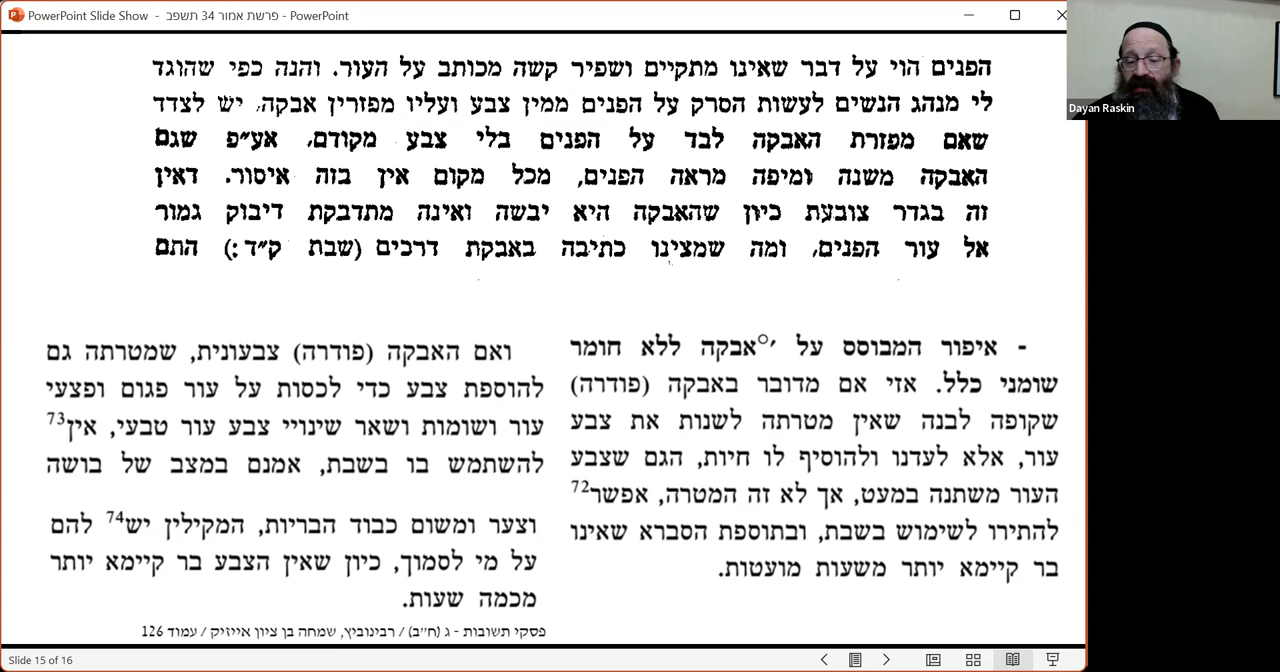 PowerPoint Slide Show - פרשת אמור 34 תשפב - PowerPoint
Dayan Raskin
הפנים הוי על דבר שאינו מתקיים ושפיר קשה מכותב על העור. והנה כפי שהוגד
לי מנהג הנשים לעשות הסרק על הפנים ממין צבע ועליו מפזרין אבקה, יש לצדד
שאם מפזרת האבקה לבד על הפנים בלי צבע מקודם, אע״פ שגם
האבקה משנה ומיפה מראה הפנים, מכל מקום אין בזה איסור. דאין
זה בגדר צובעת כיון שהאבקה היא יבשה ואינה מתדבקת דיבוק גמור
אל עור הפנים, ומה שמצינו כתיבה באבקת דרכים (שבת ק״ד:) התם
- איפור המבוסס על אבקה ללא חומר
שומני כלל. אזי אם מדובר באבקה (פודרה)
שקופה לבנה שאין מטרתה לשנות את צבע
עור, אלא לעדנו ולהוסיף לו חיות, הגם שצבע
העור משתנה במעט, אך לא זה המטרה, אפשר72
להתירו לשימוש בשבת, ובתוספת הסברא שאינו
בר קיימא יותר משעות מועטות.
ואם האבקה (פודרה) צבעונית, שמטרתה גם
להוספת צבע כדי לכסות על עור פגום ופצעי
עור ושומות ושאר שינויי צבע עור טבעי, אין73
להשתמש בו בשבת, אמנם במצב של בושה
וצער ומשום כבוד הבריות, המקילין יש74 להם
על מי לסמוך, כיון שאין הצבע בר קיימא יותר
מכמה שעות.
פסקי תשובות - ג (ח״ב) / רבינוביץ, שמחה בן ציון אייזיק / עמוד 126
Slide 15 of 16